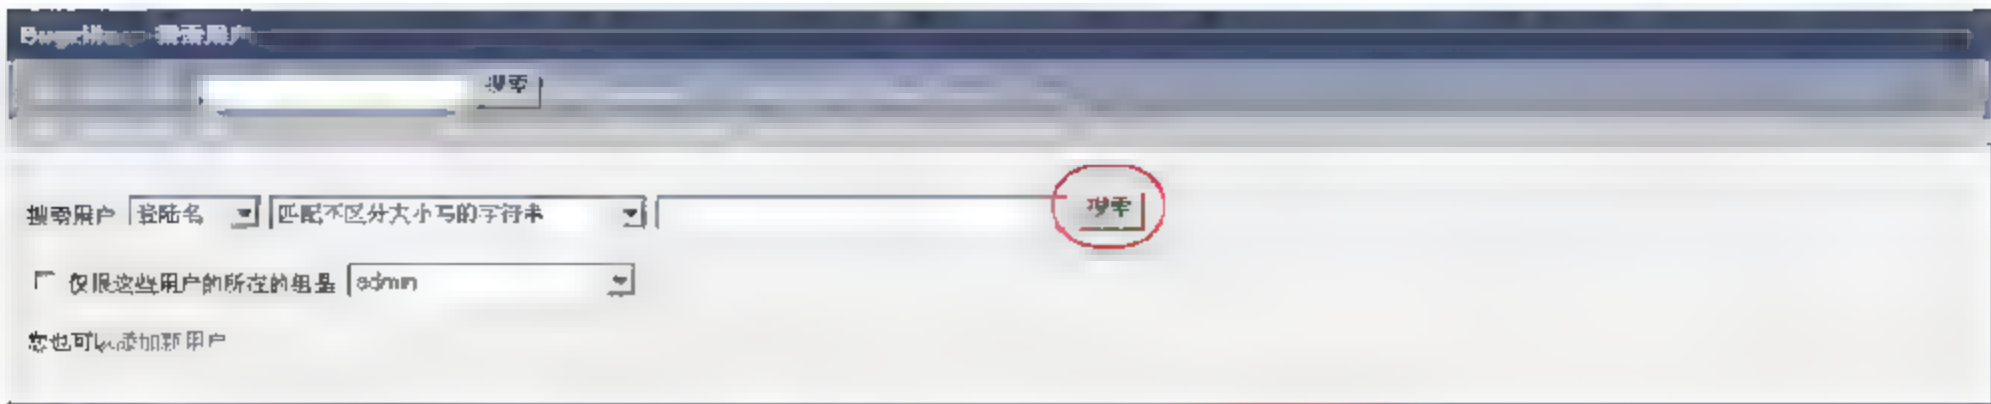 搜索用户
搜索
搜索用户 登陆名 匹配不区分大小写的字符串 搜索
仅限这些用户的所在的组是 admin
您也可以添加新用户